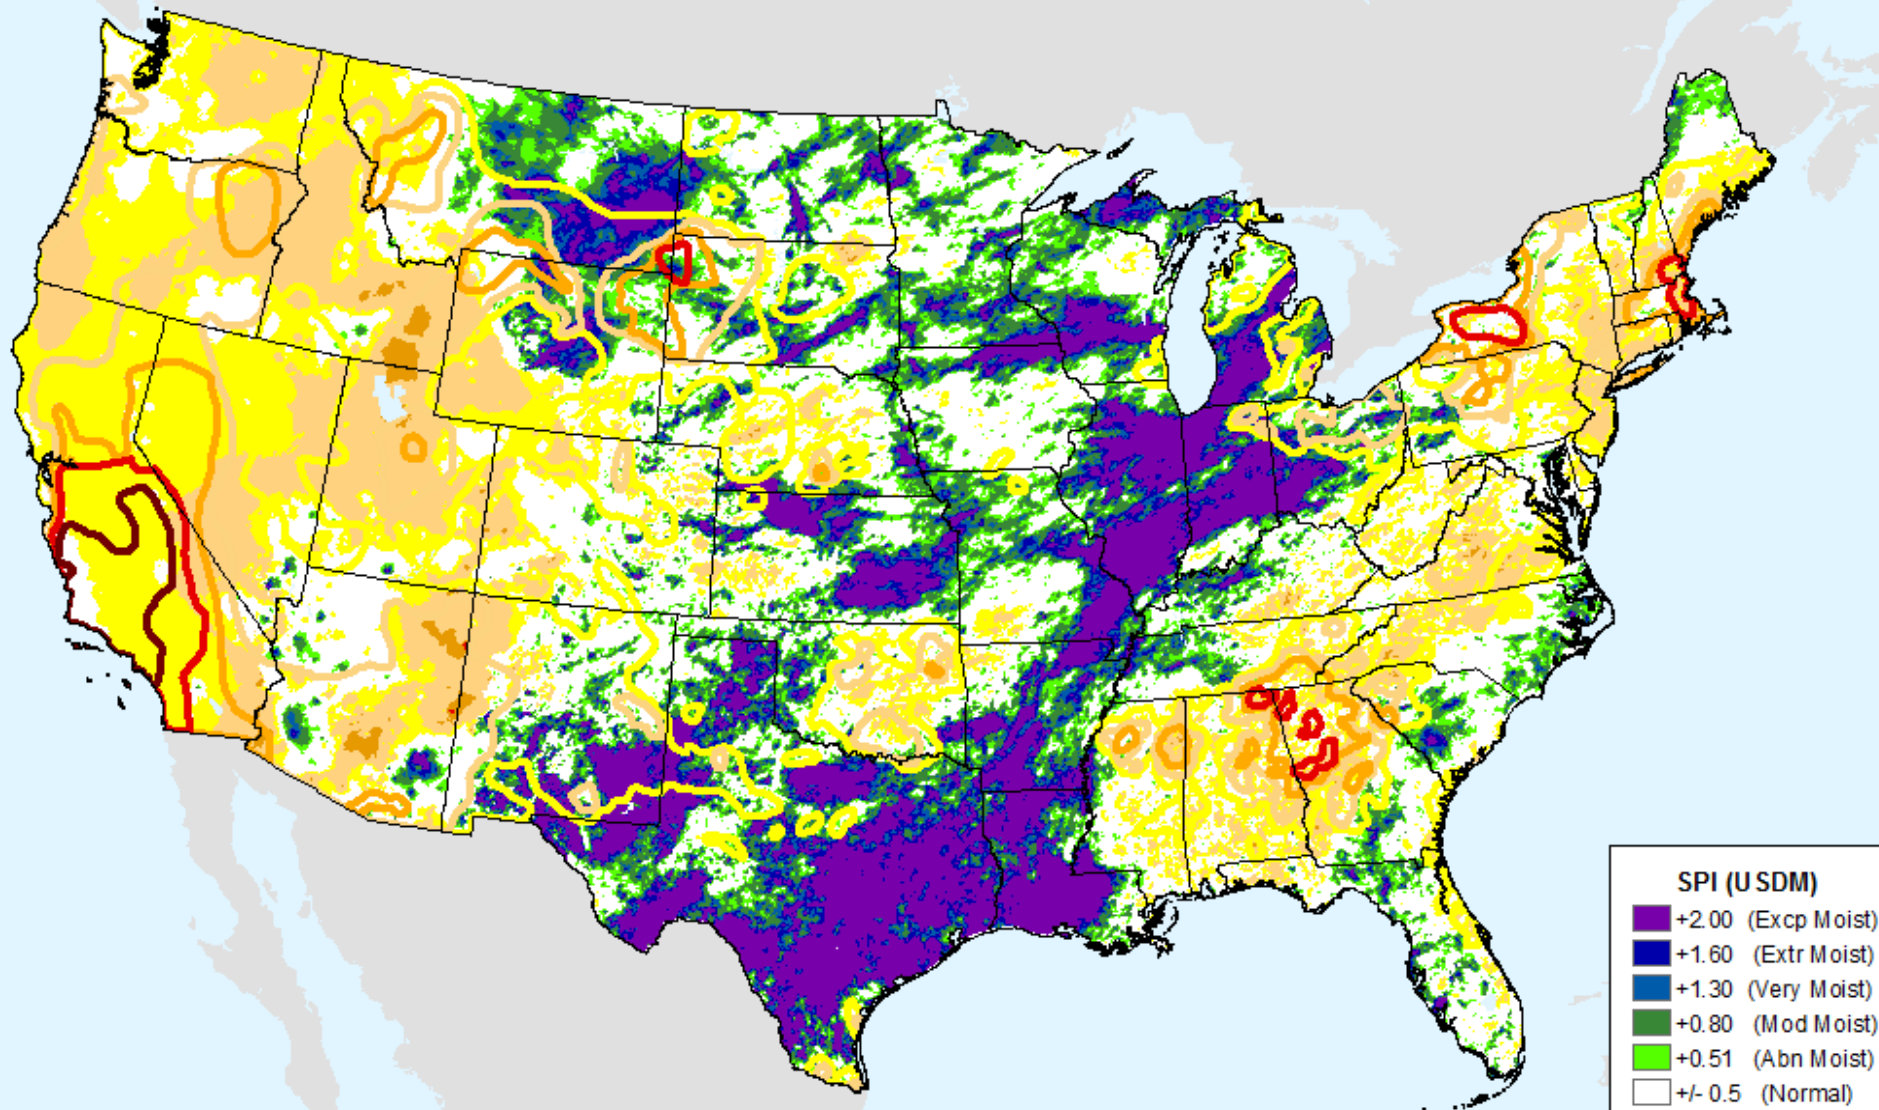 SPI (USDM)
+2.00 (Excp Moist)
+1.60 (Extr Moist)
+1.30 (Very Moist)
+0.80 (Mod Moist)
+0.51 (Abn Moist)
+/- 0.5 (Normal)